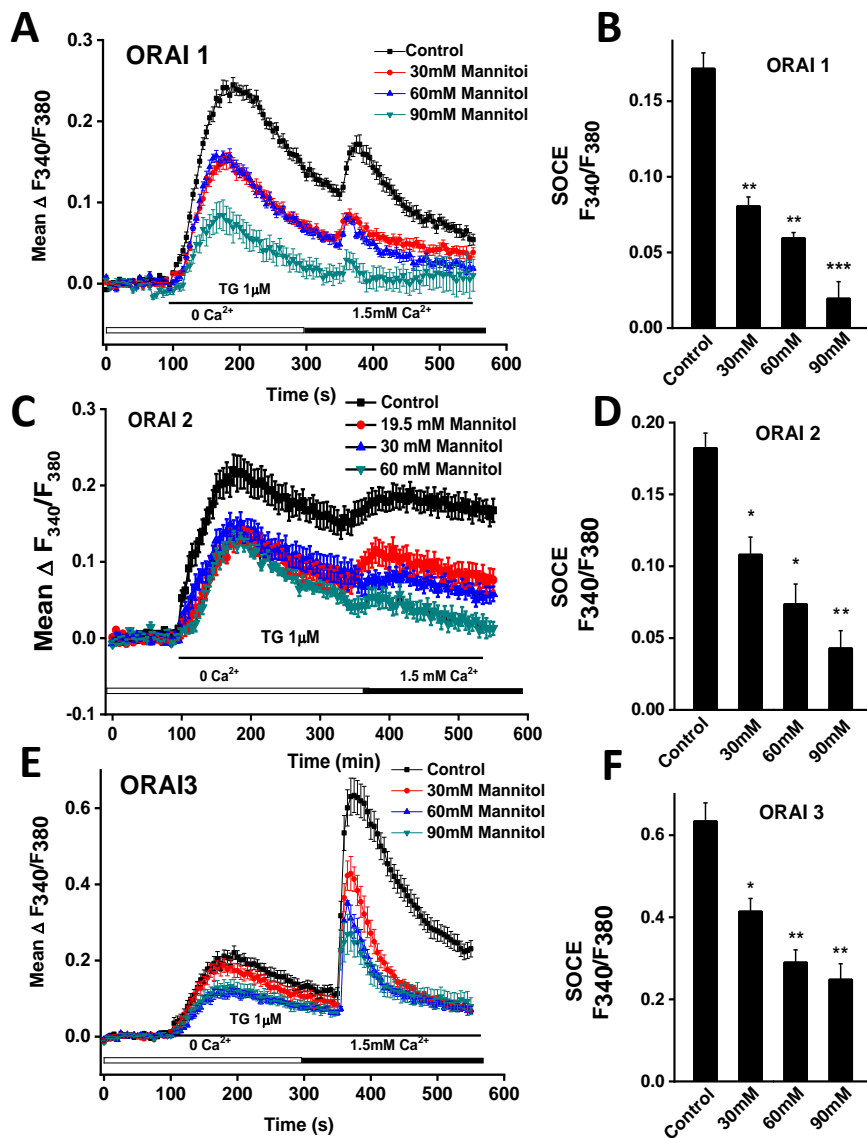 A
ORAI 1
Control
30mM Mannitoi
60mM Mannitol
90mM Mannitol
Mean Δ F340/F380
0.3
0.2
0.1
0.0
TG 1µM
0 Ca2+
1.5mM Ca2+
0 100 200 300 400 500 600
Time (s)
B
ORAI 1
SOCE
F340/F380
0.15
0.10
0.05
0.00
**
**
***
Control
30mM
60mM
90mM
C
ORAI 2
Control
19.5 mM Mannitol
30 mM Mannitol
60 mM Mannitol
Mean Δ F340/F380
0.3
0.2
0.1
0.0
-0.1
TG 1µM
0 Ca2+
1.5 mM Ca2+
0 100 200 300 400 500 600
Time (min)
D
ORAI 2
SOCE
F340/F380
0.20
0.15
0.10
0.05
0.00
*
*
**
Control
30mM
60mM
90mM
E
ORAI3
Control
30mM Mannitol
60mM Mannitol
90mM Mannitol
Mean Δ F340/F380
0.6
0.4
0.2
0.0
TG 1µM
0 Ca2+
1.5mM Ca2+
0 100 200 300 400 500 600
Time (s)
F
ORAI 3
SOCE
F340/F380
0.6
0.4
0.2
0.0
*
**
**
Control
30mM
60mM
90mM